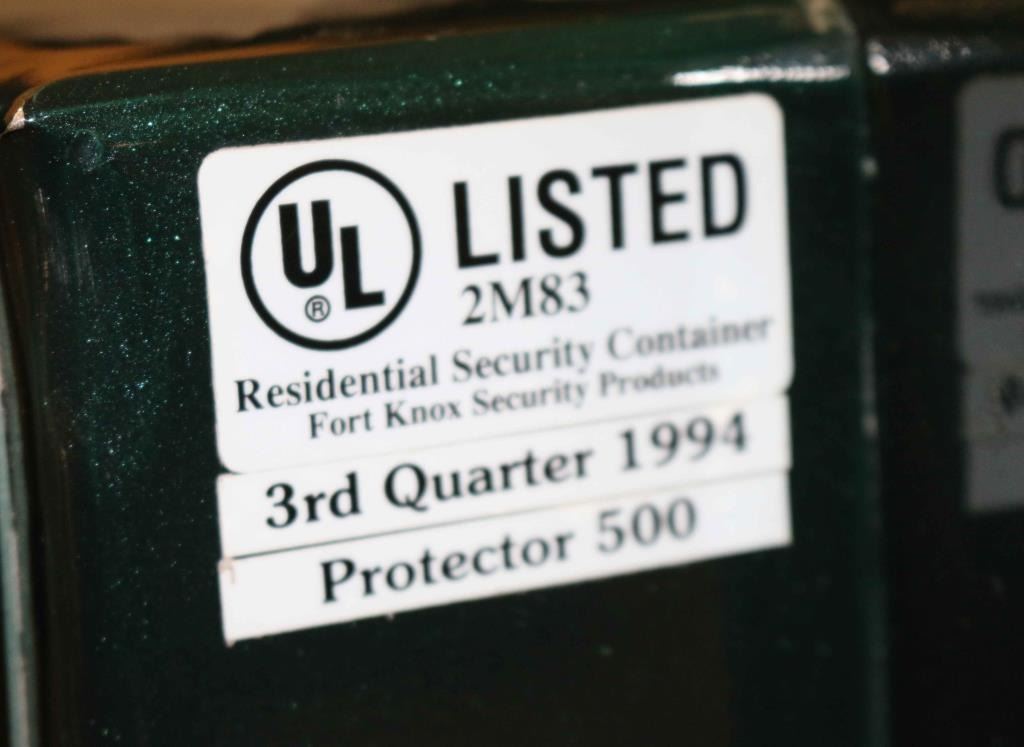 UL
®
LISTED
2M83
Residential Security Container
Fort Knox Security Products
3rd Quarter 1994
Protector 500